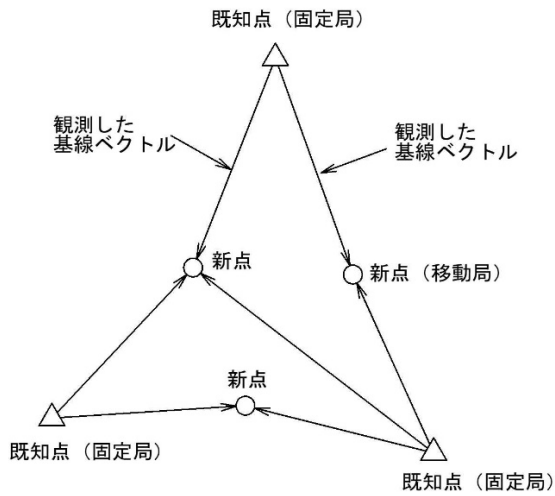 既知点（固定局）
観測した
基線ベクトル
観測した
基線ベクトル
新点
新点（移動局）
新点
既知点（固定局）
既知点（固定局）